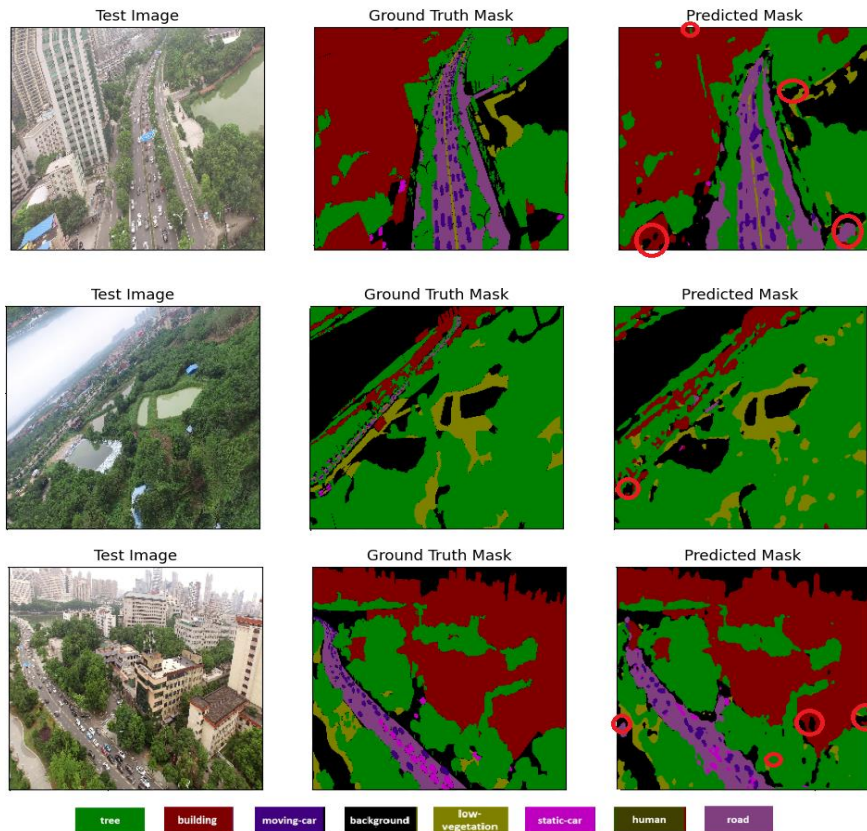 Test Image Ground Truth Mask Predicted Mask
Test Image Ground Truth Mask Predicted Mask
Test Image Ground Truth Mask Predicted Mask
tree building moving-car background low-vegetation static-car human road